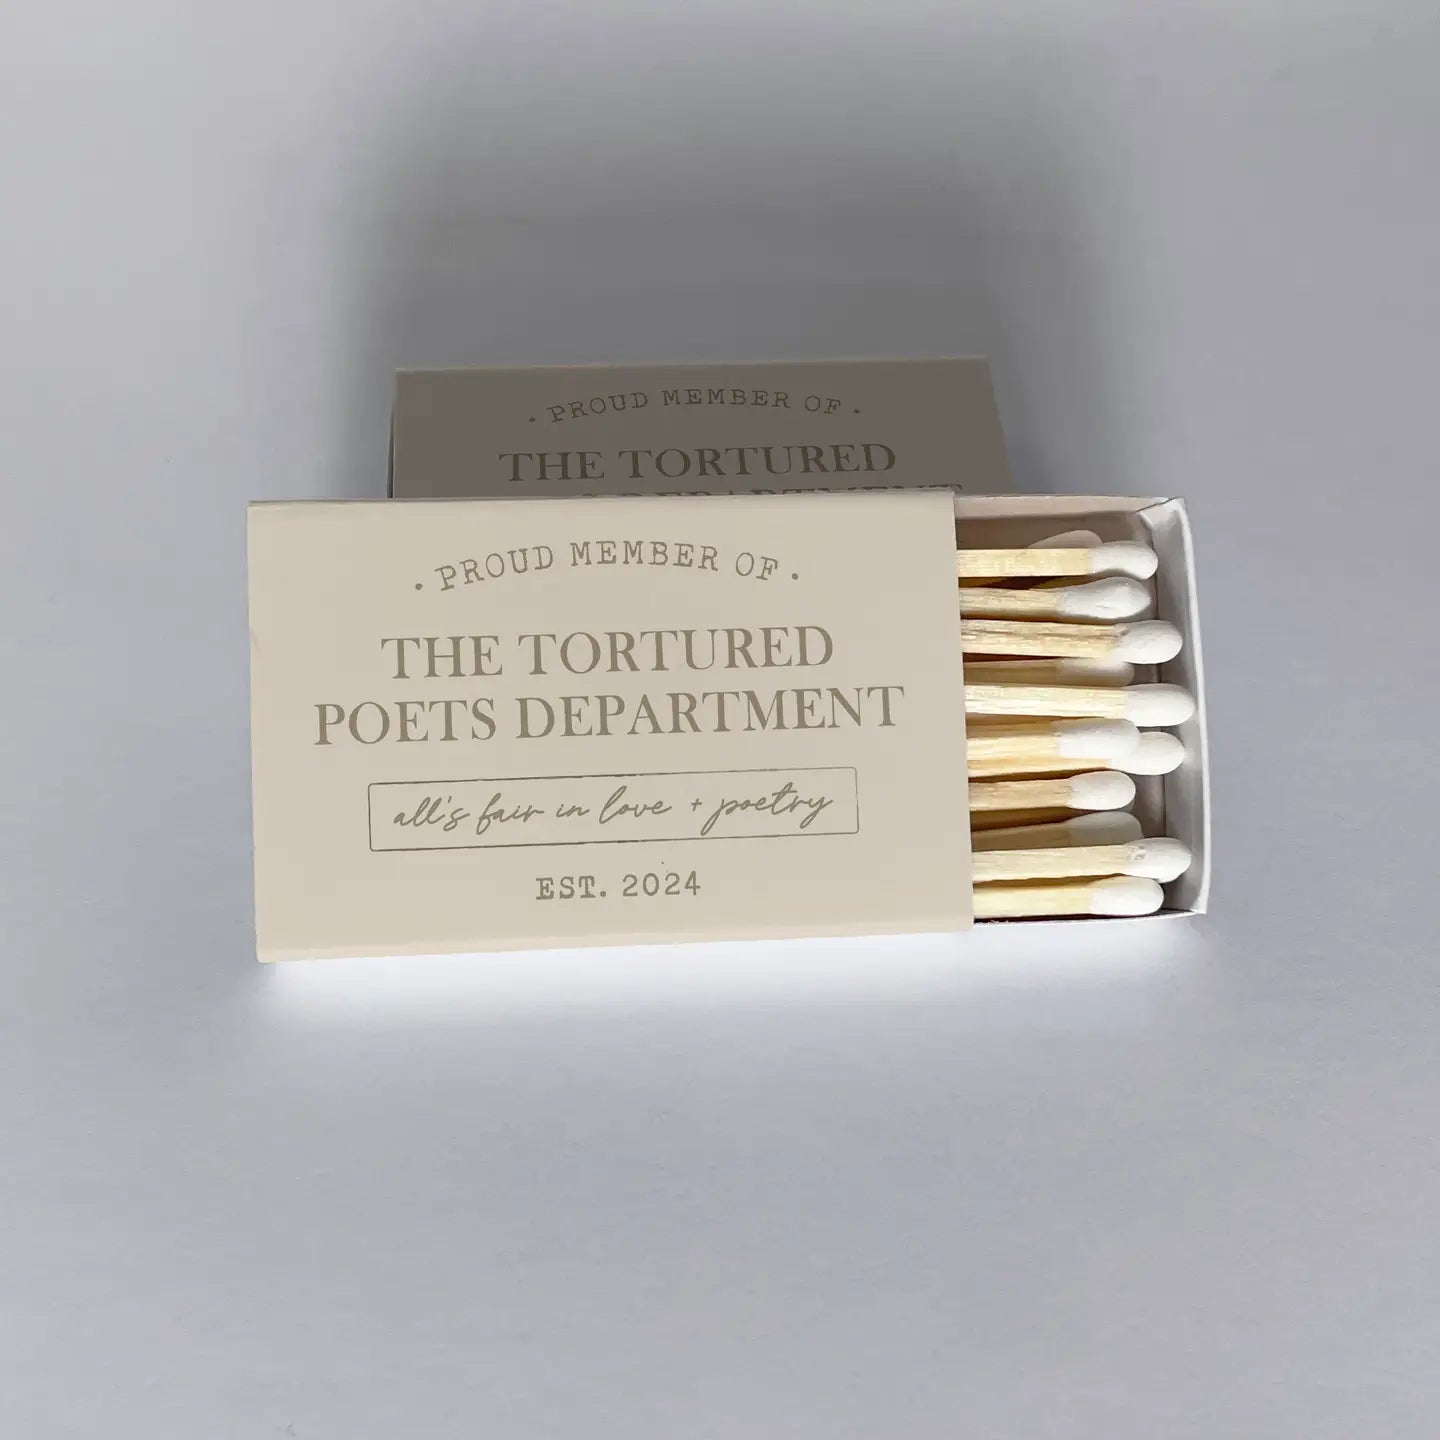 · PROUD MEMBER OF ·
THE TORTURED
· PROUD MEMBER OF ·
THE TORTURED
POETS DEPARTMENT
all's fair in love + poetry
EST. 2024